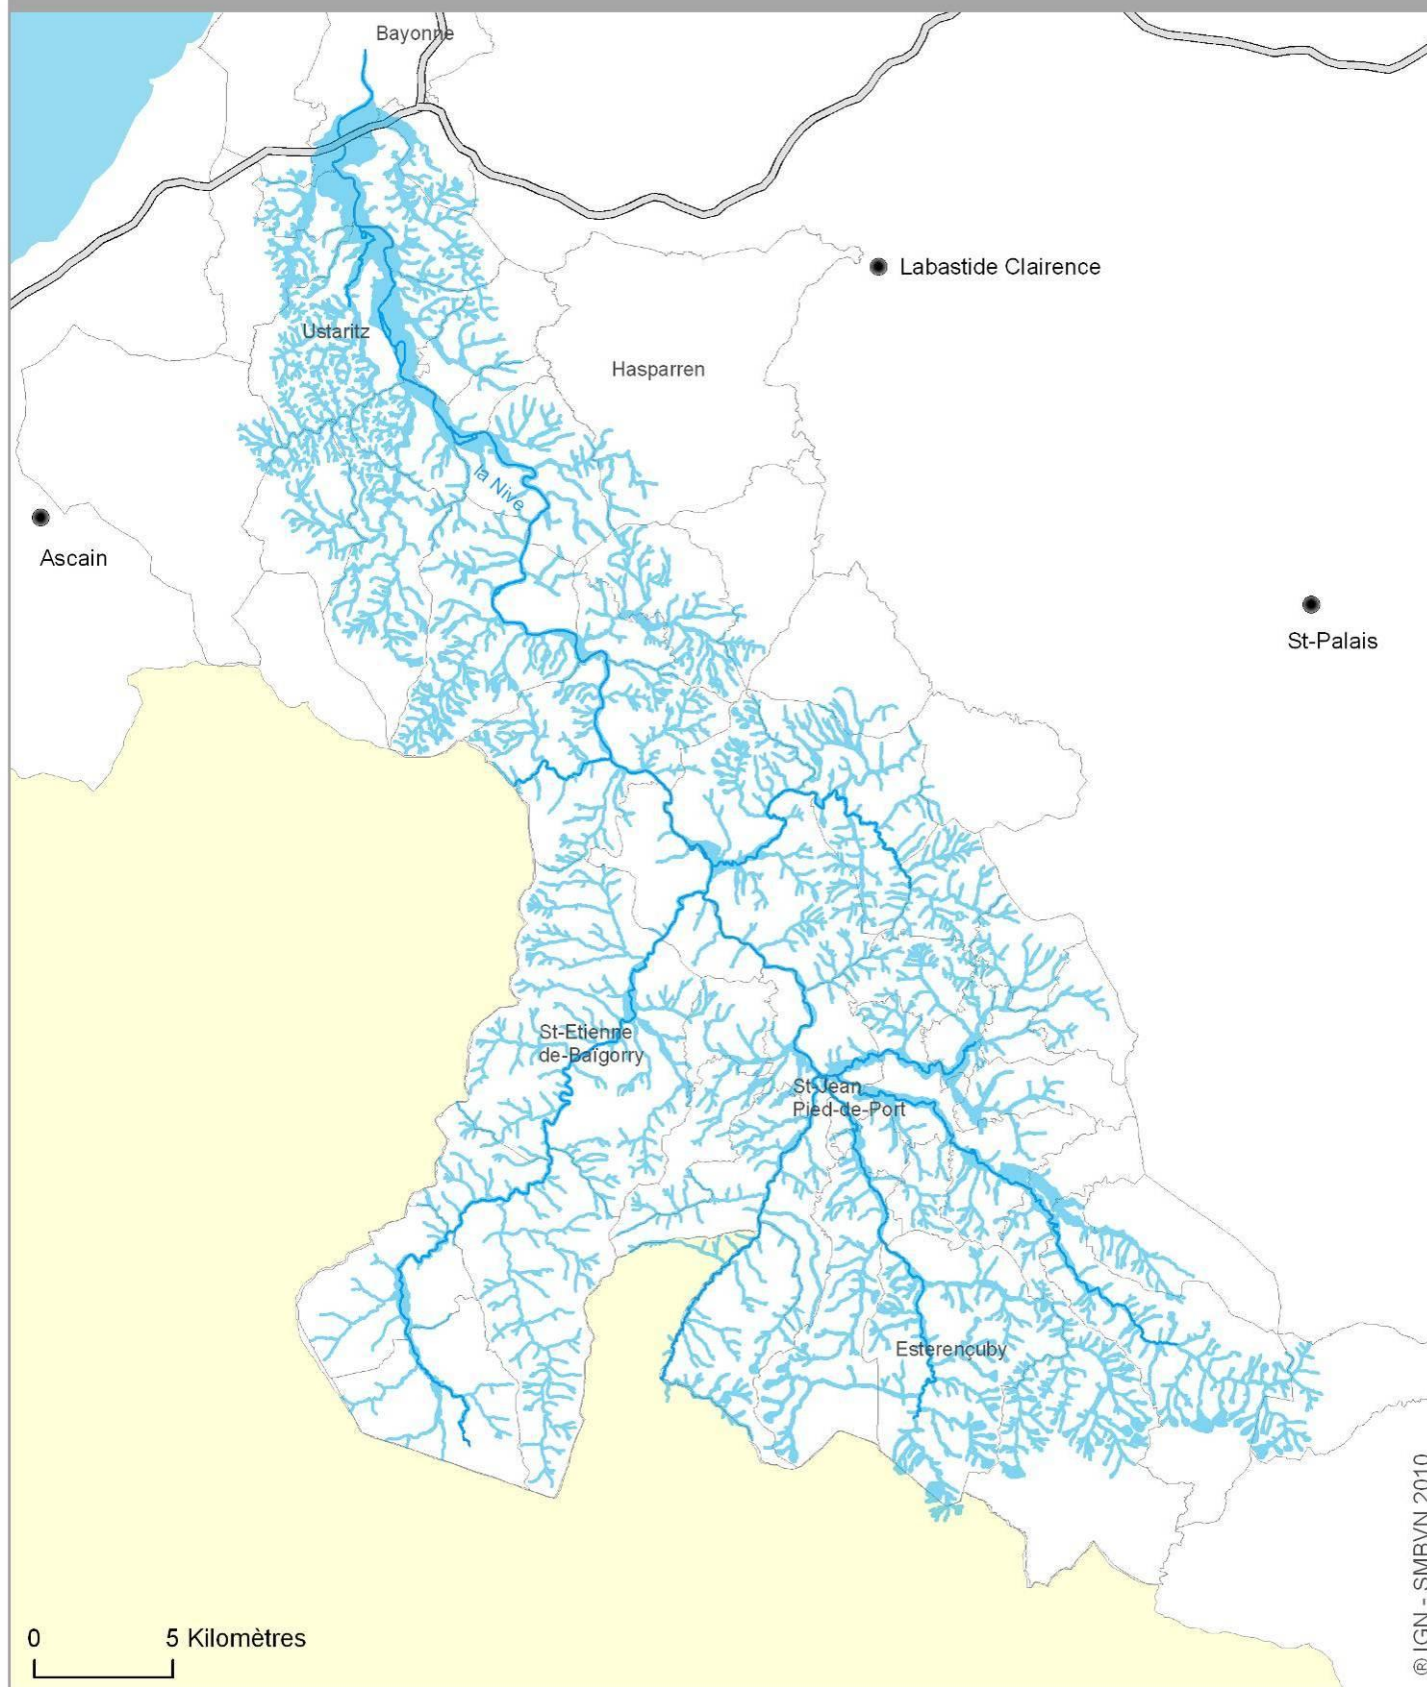 Bayonne
Labastide Clairence
Ustaritz
Hasparren
la Nive
Ascain
St-Palais
St-Etienne
de-Baïgorry
St-Jean
Pied-de-Port
Esterençuby
0 5 Kilomètres
® IGN - SMBVN 2010